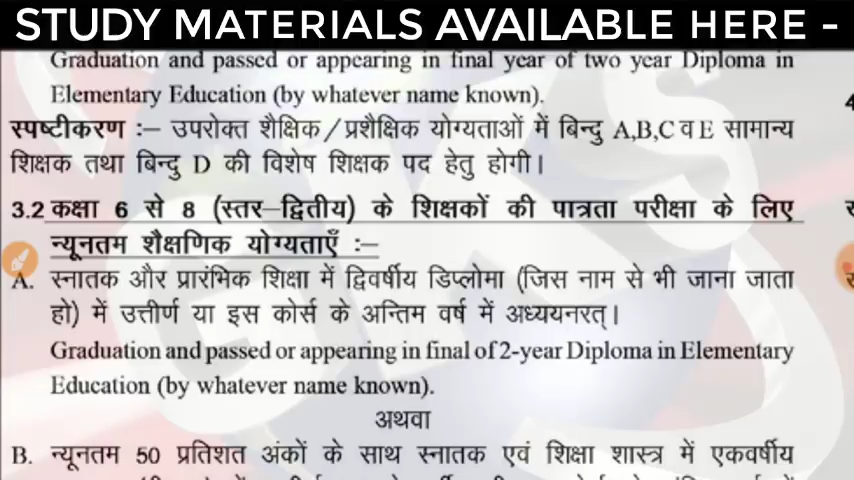 STUDY MATERIALS AVAILABLE HERE -
Graduation and passed or appearing in final year of two year Diploma in
Elementary Education (by whatever name known).
स्पष्टीकरण :– उपरोक्त शैक्षिक/प्रशैक्षिक योग्यताओं में बिन्दु A,B,C व E सामान्य
शिक्षक तथा बिन्दु D की विशेष शिक्षक पद हेतु होगी।
3.2 कक्षा 6 से 8 (स्तर–द्वितीय) के शिक्षकों की पात्रता परीक्षा के लिए
न्यूनतम शैक्षणिक योग्यताएँ :–
A. स्नातक और प्रारंभिक शिक्षा में द्विवर्षीय डिप्लोमा (जिस नाम से भी जाना जाता
हो) में उत्तीर्ण या इस कोर्स के अन्तिम वर्ष में अध्ययनरत्।
Graduation and passed or appearing in final of 2-year Diploma in Elementary
Education (by whatever name known).
अथवा
B. न्यूनतम 50 प्रतिशत अंकों के साथ स्नातक एवं शिक्षा शास्त्र में एकवर्षीय